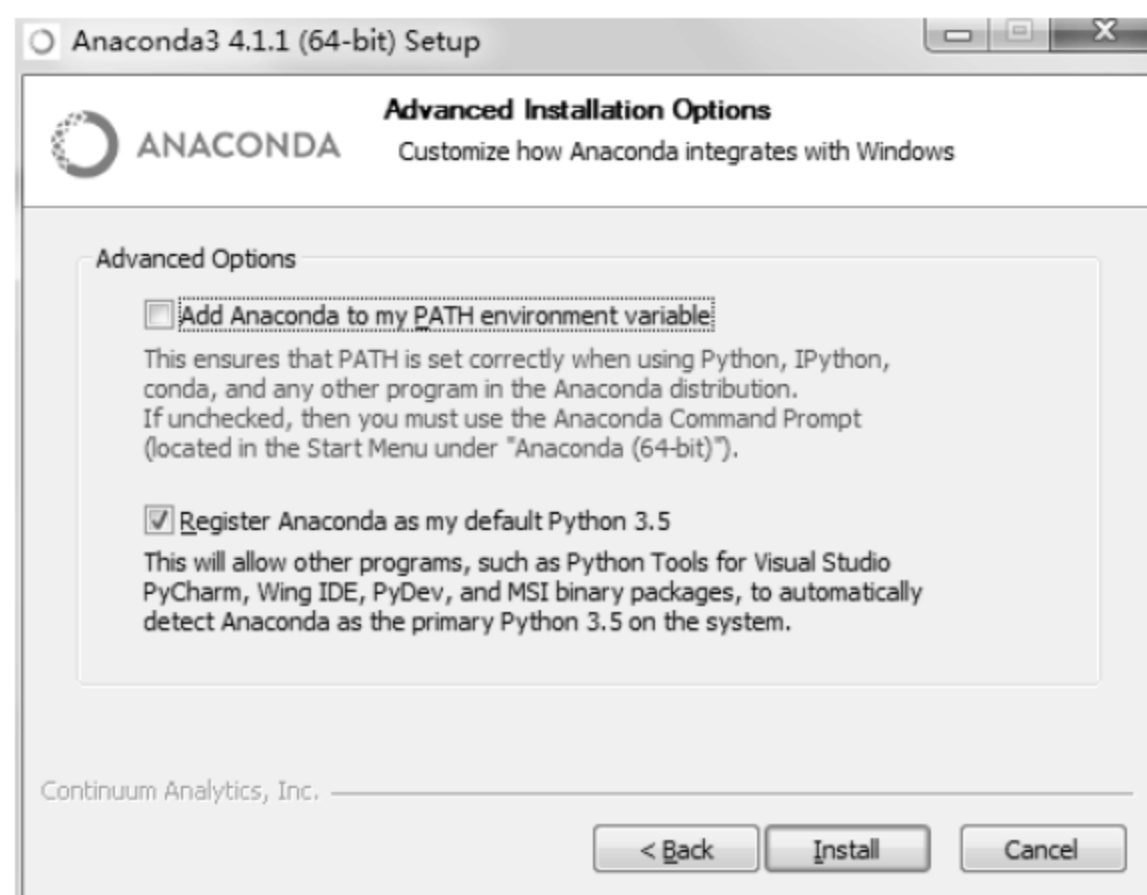 Anaconda3 4.1.1 (64-bit) Setup
ANACONDA
Advanced Installation Options
Customize how Anaconda integrates with Windows
Advanced Options
Add Anaconda to my PATH environment variable
This ensures that PATH is set correctly when using Python, IPython,
conda, and any other program in the Anaconda distribution.
If unchecked, then you must use the Anaconda Command Prompt
(located in the Start Menu under "Anaconda (64-bit)").
Register Anaconda as my default Python 3.5
This will allow other programs, such as Python Tools for Visual Studio
PyCharm, Wing IDE, PyDev, and MSI binary packages, to automatically
detect Anaconda as the primary Python 3.5 on the system.
Continuum Analytics, Inc.
< Back Install Cancel